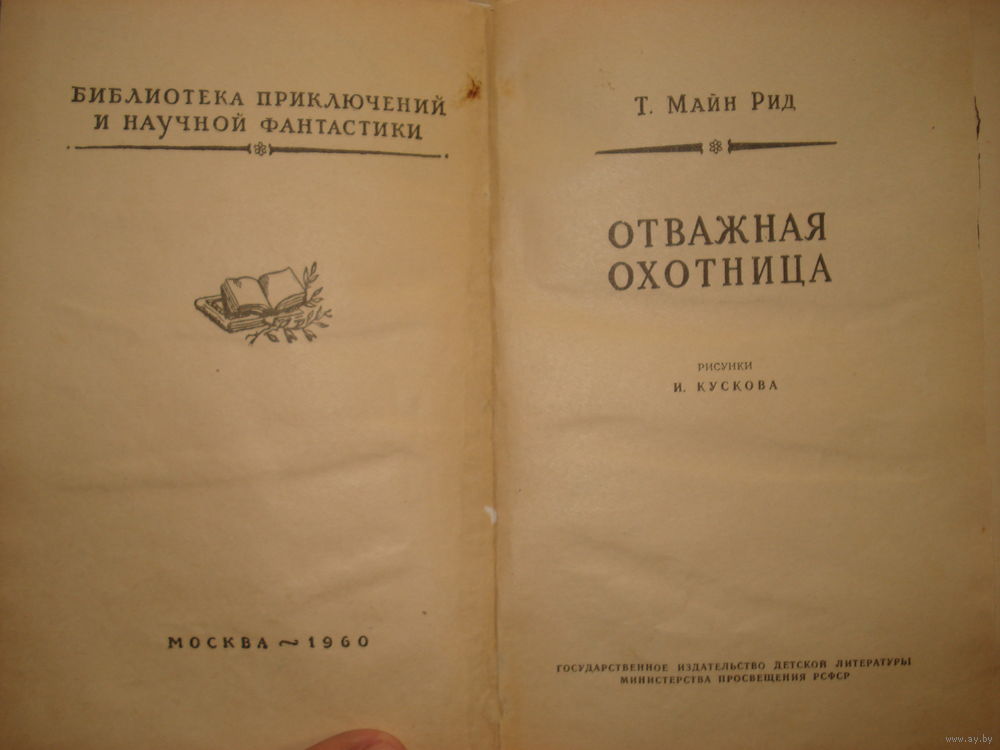 БИБЛИОТЕКА ПРИКЛЮЧЕНИЙ
И НАУЧНОЙ ФАНТАСТИКИ
МОСКВА ~ 1960
Т. МАЙН РИД
ОТВАЖНАЯ
ОХОТНИЦА
РИСУНКИ
И. КУСКОВА
ГОСУДАРСТВЕННОЕ ИЗДАТЕЛЬСТВО ДЕТСКОЙ ЛИТЕРАТУРЫ
МИНИСТЕРСТВА ПРОСВЕЩЕНИЯ РСФСР
www.ay.by